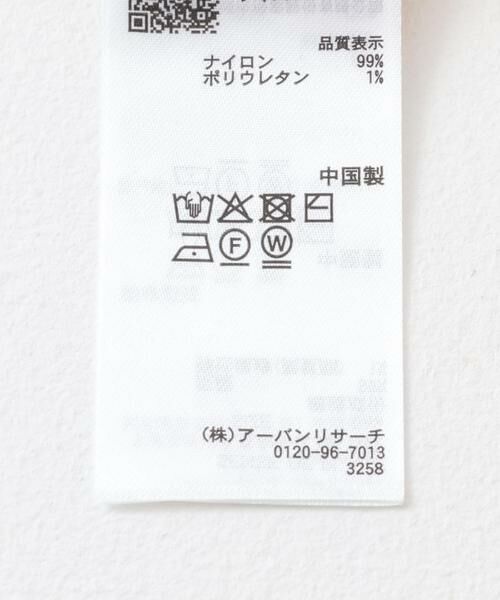 品質表示
ナイロン 99%
ポリウレタン 1%
中国製
F W
(株)アーバンリサーチ
0120-96-7013
3258